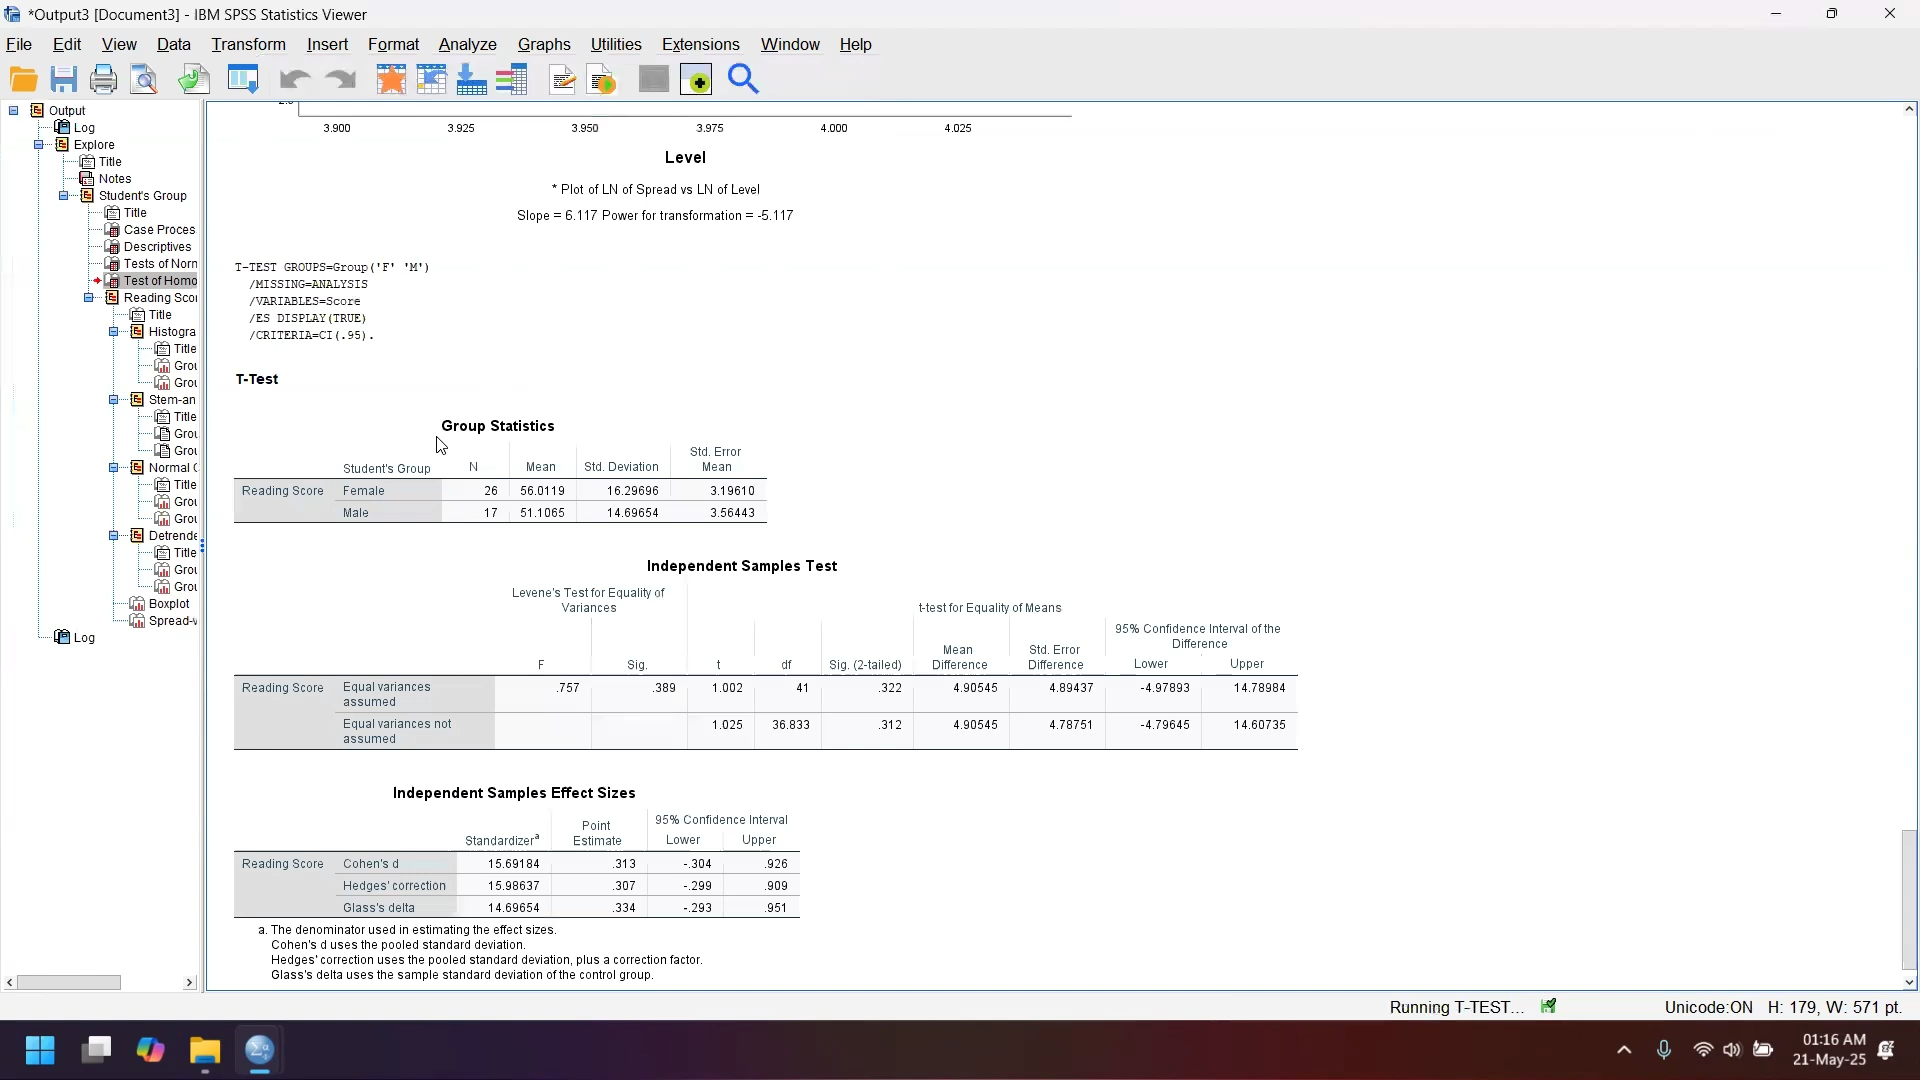 *Output3 [Document3] - IBM SPSS Statistics Viewer
File Edit View Data Transform Insert Format Analyze Graphs Utilities Extensions Window Help
Output
Log
Explore
Title
Notes
Student's Group
Title
Case Proces
Descriptives
Tests of Norn
Test of Homo
Reading Scor
Title
Histogra
Title
Grou
Grou
Stem-an
Title
Grou
Grou
Normal
Title
Grou
Grou
Detrende
Title
Grou
Grou
Boxplot
Spread-v
Log
3.900 3.925 3.950 3.975 4.000 4.025
Level
* Plot of LN of Spread vs LN of Level
Slope = 6.117 Power for transformation = -5.117
T-TEST GROUPS=Group('F' 'M')
/MISSING=ANALYSIS
/VARIABLES=Score
/ES DISPLAY(TRUE)
/CRITERIA=CI(.95).
T-Test
Group Statistics
Student's Group N Mean Std. Deviation Std. Error Mean
Reading Score Female 26 56.0119 16.29696 3.19610
Male 17 51.1065 14.69654 3.56443
Independent Samples Test
Levene's Test for Equality of Variances
t-test for Equality of Means
95% Confidence Interval of the Difference
F Sig. t df Sig. (2-tailed) Mean Difference Std. Error Difference Lower Upper
Reading Score Equal variances assumed .757 .389 1.002 41 .322 4.90545 4.89437 -4.97893 14.78984
Equal variances not assumed 1.025 36.833 .312 4.90545 4.78751 -4.79645 14.60735
Independent Samples Effect Sizes
95% Confidence Interval
Standardizer a Point Estimate Lower Upper
Reading Score Cohen's d 15.69184 .313 -.304 .926
Hedges' correction 15.98637 .307 -.299 .909
Glass's delta 14.69654 .334 -.293 .951
a. The denominator used in estimating the effect sizes.
Cohen's d uses the pooled standard deviation.
Hedges' correction uses the pooled standard deviation, plus a correction factor.
Glass's delta uses the sample standard deviation of the control group.
Running T-TEST... Unicode:ON H: 179, W: 571 pt.
01:16 AM
21-May-25